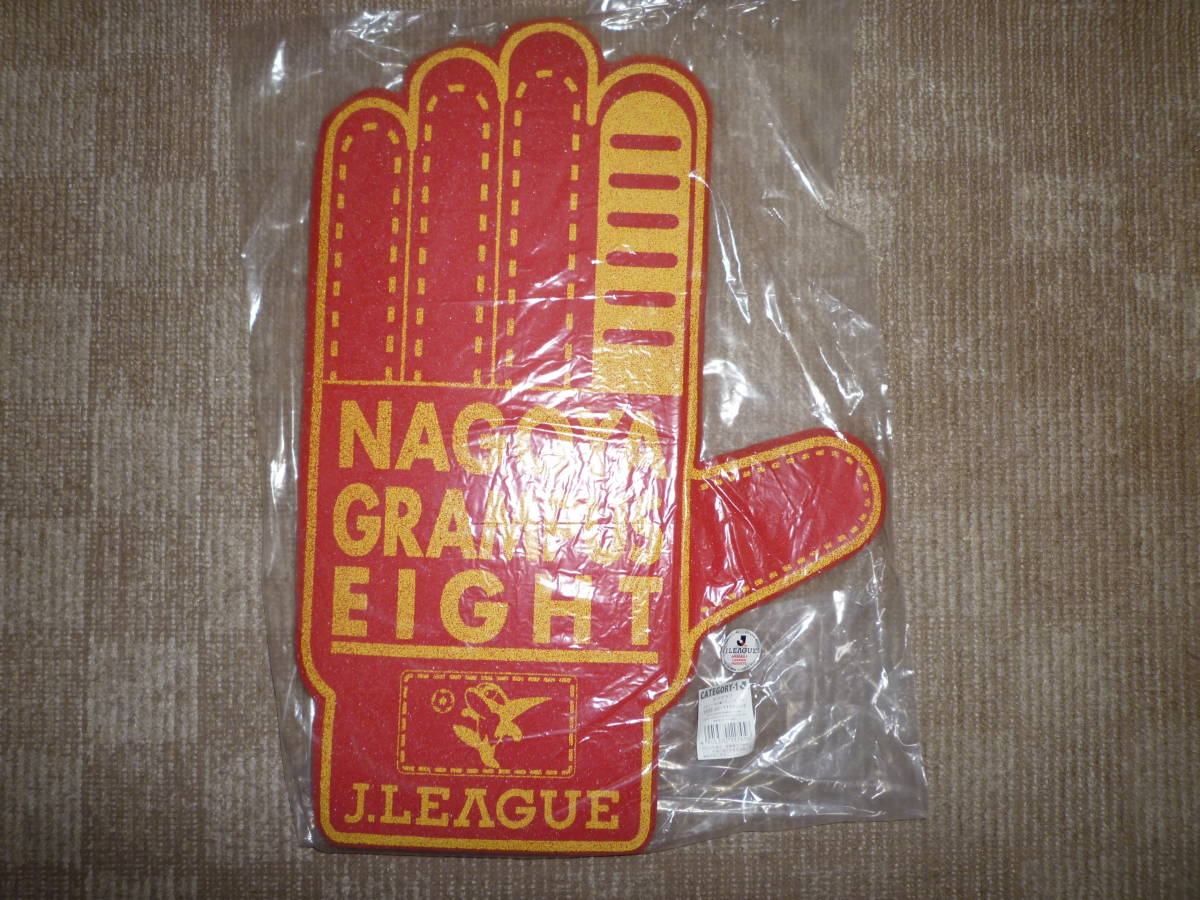 NAGOYA
GRAMPUS
EIGHT
J.LEAGUE
J.LEAGUE
CATEGORY-1